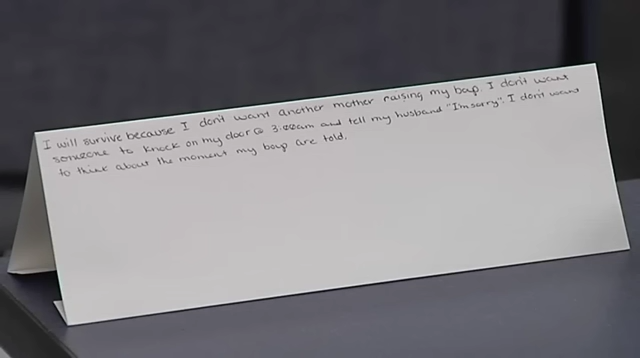 I will survive because I don't want another mother raising my boys. I don't want
someone to knock on my door @ 3:00am and tell my husband "I'm sorry". I don't want
to think about the moment my boys are told.